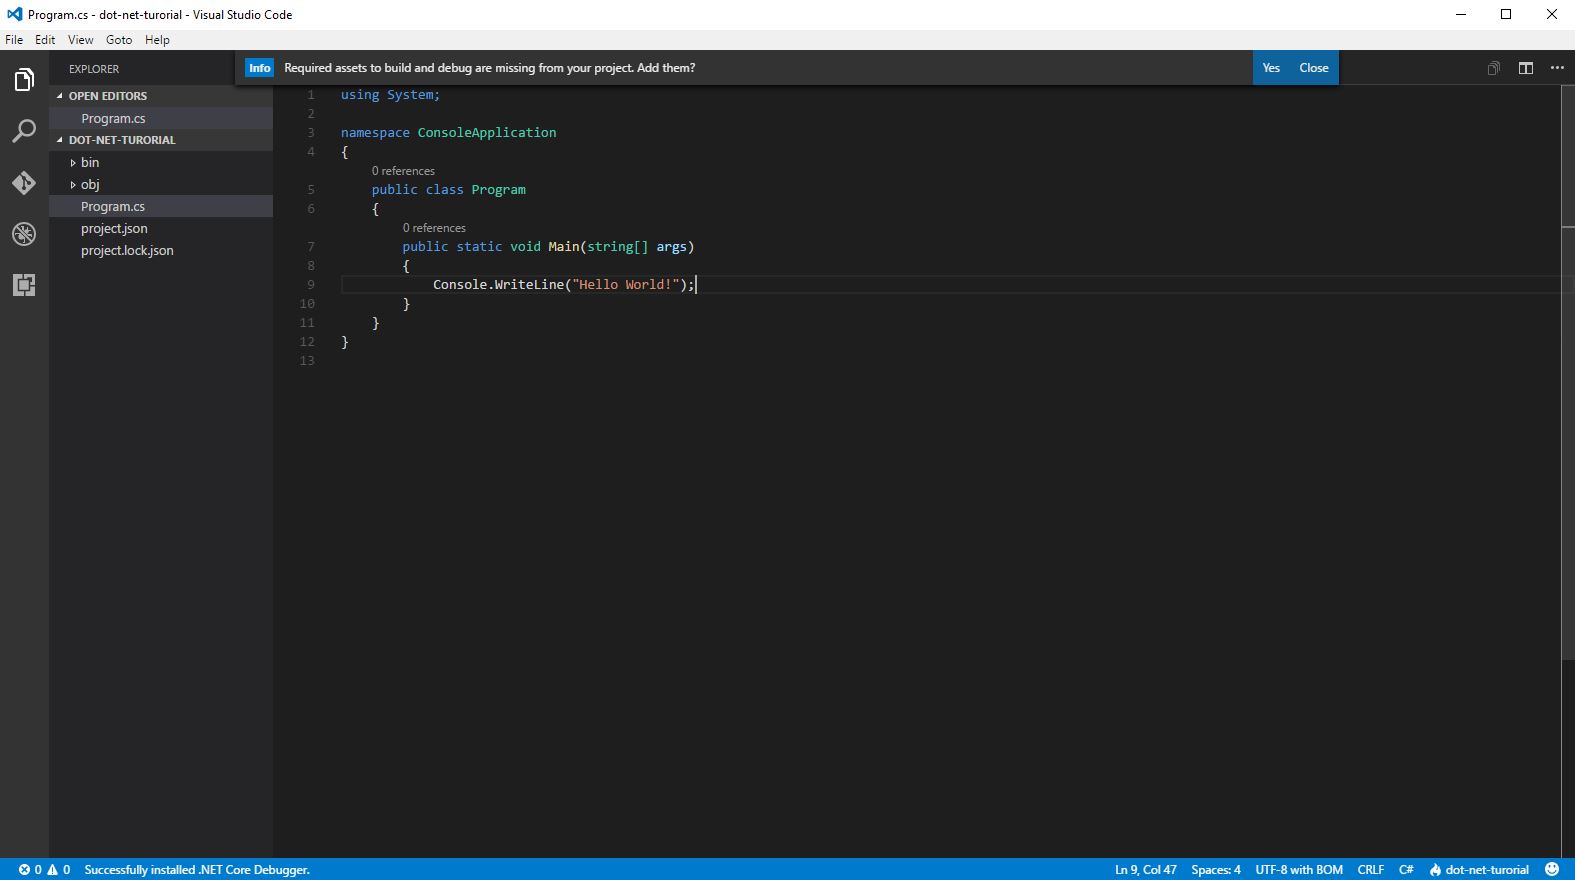 Program.cs - dot-net-turorial - Visual Studio Code
File Edit View Goto Help
EXPLORER
Info Required assets to build and debug are missing from your project. Add them? Yes Close
OPEN EDITORS
Program.cs
DOT-NET-TURORIAL
bin
obj
Program.cs
project.json
project.lock.json
1 using System;
2
3 namespace ConsoleApplication
4 {
0 references
5 public class Program
6 {
0 references
7 public static void Main(string[] args)
8 {
9 Console.WriteLine("Hello World!");
10 }
11 }
12 }
13
0 0 Successfully installed .NET Core Debugger. Ln 9, Col 47 Spaces: 4 UTF-8 with BOM CRLF C# dot-net-turorial